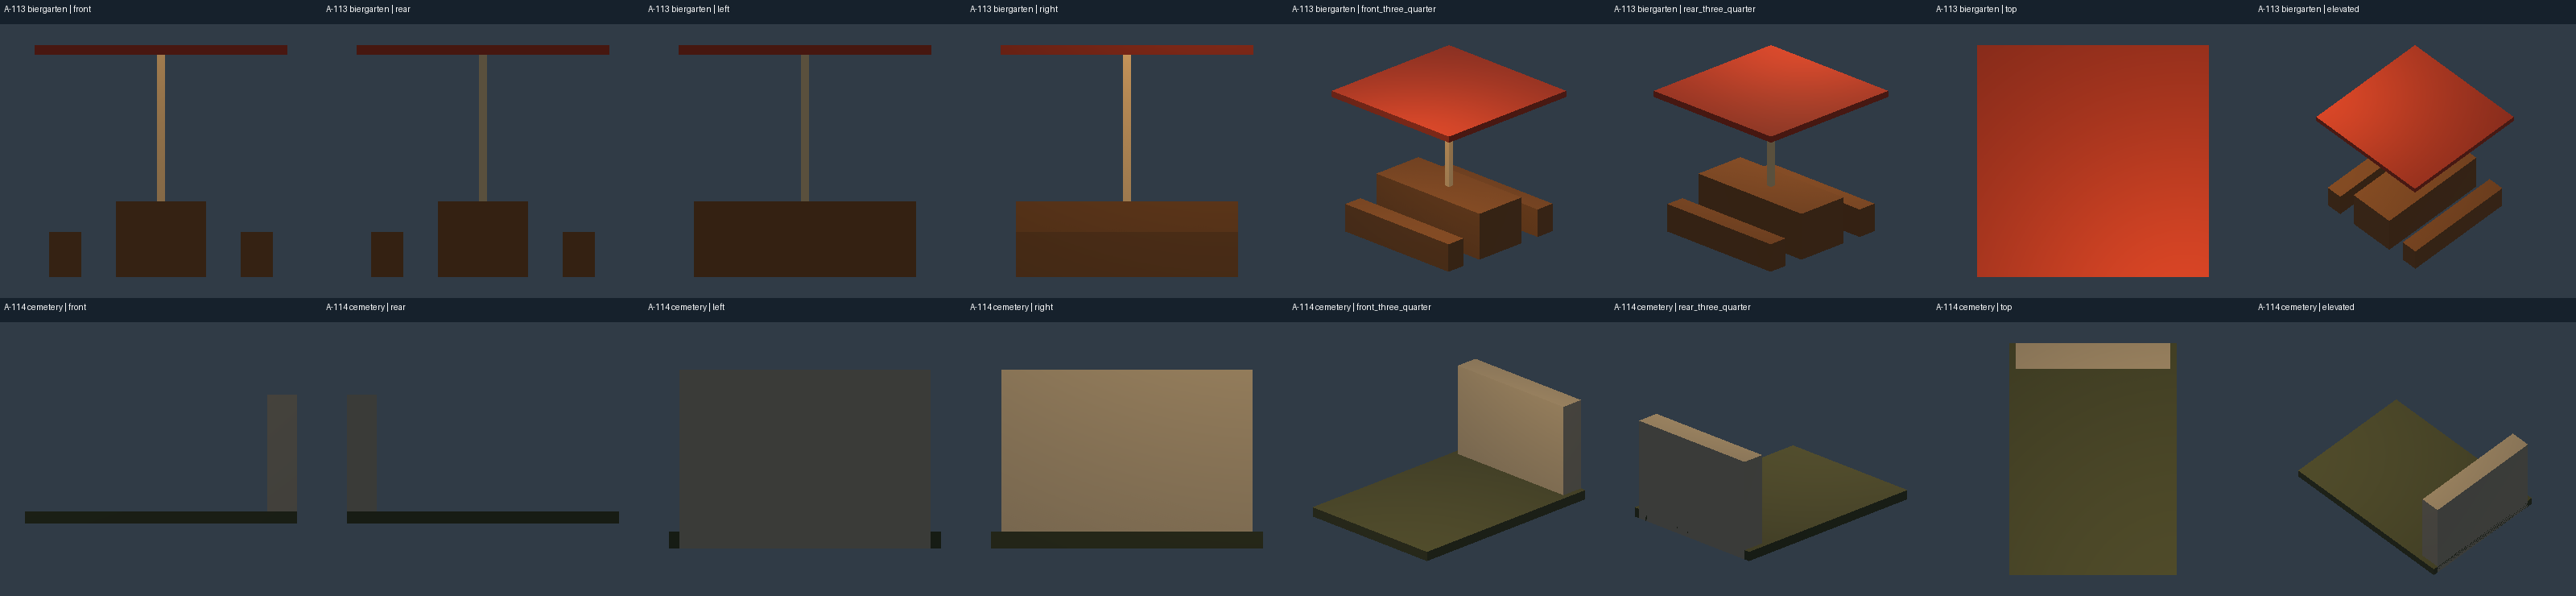 A-113 biergarten | front
A-113 biergarten | rear
A-113 biergarten | left
A-113 biergarten | right
A-113 biergarten | front_three_quarter
A-113 biergarten | rear_three_quarter
A-113 biergarten | top
A-113 biergarten | elevated
A-114 cemetery | front
A-114 cemetery | rear
A-114 cemetery | left
A-114 cemetery | right
A-114 cemetery | front_three_quarter
A-114 cemetery | rear_three_quarter
A-114 cemetery | top
A-114 cemetery | elevated